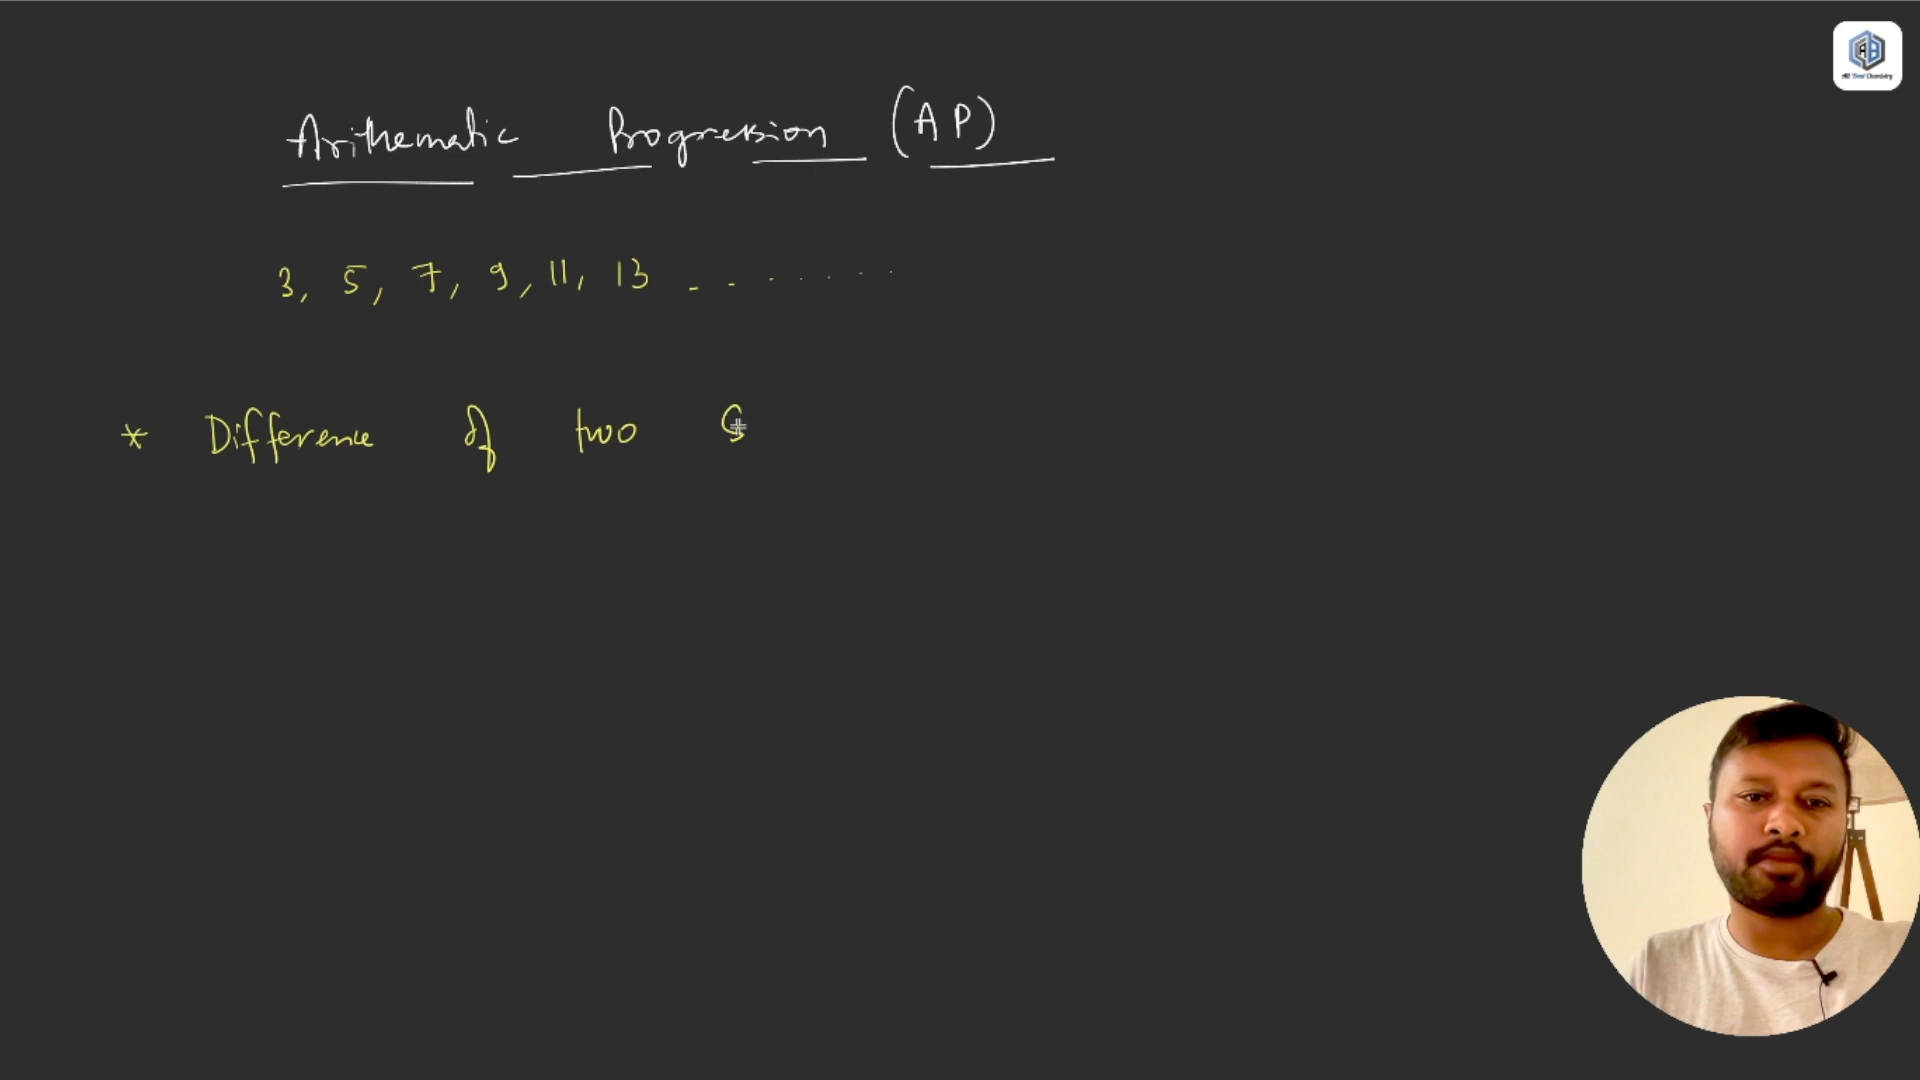 Arithematic Progression (AP)
3, 5, 7, 9, 11, 13 . . . . . . . .
* Difference of two S